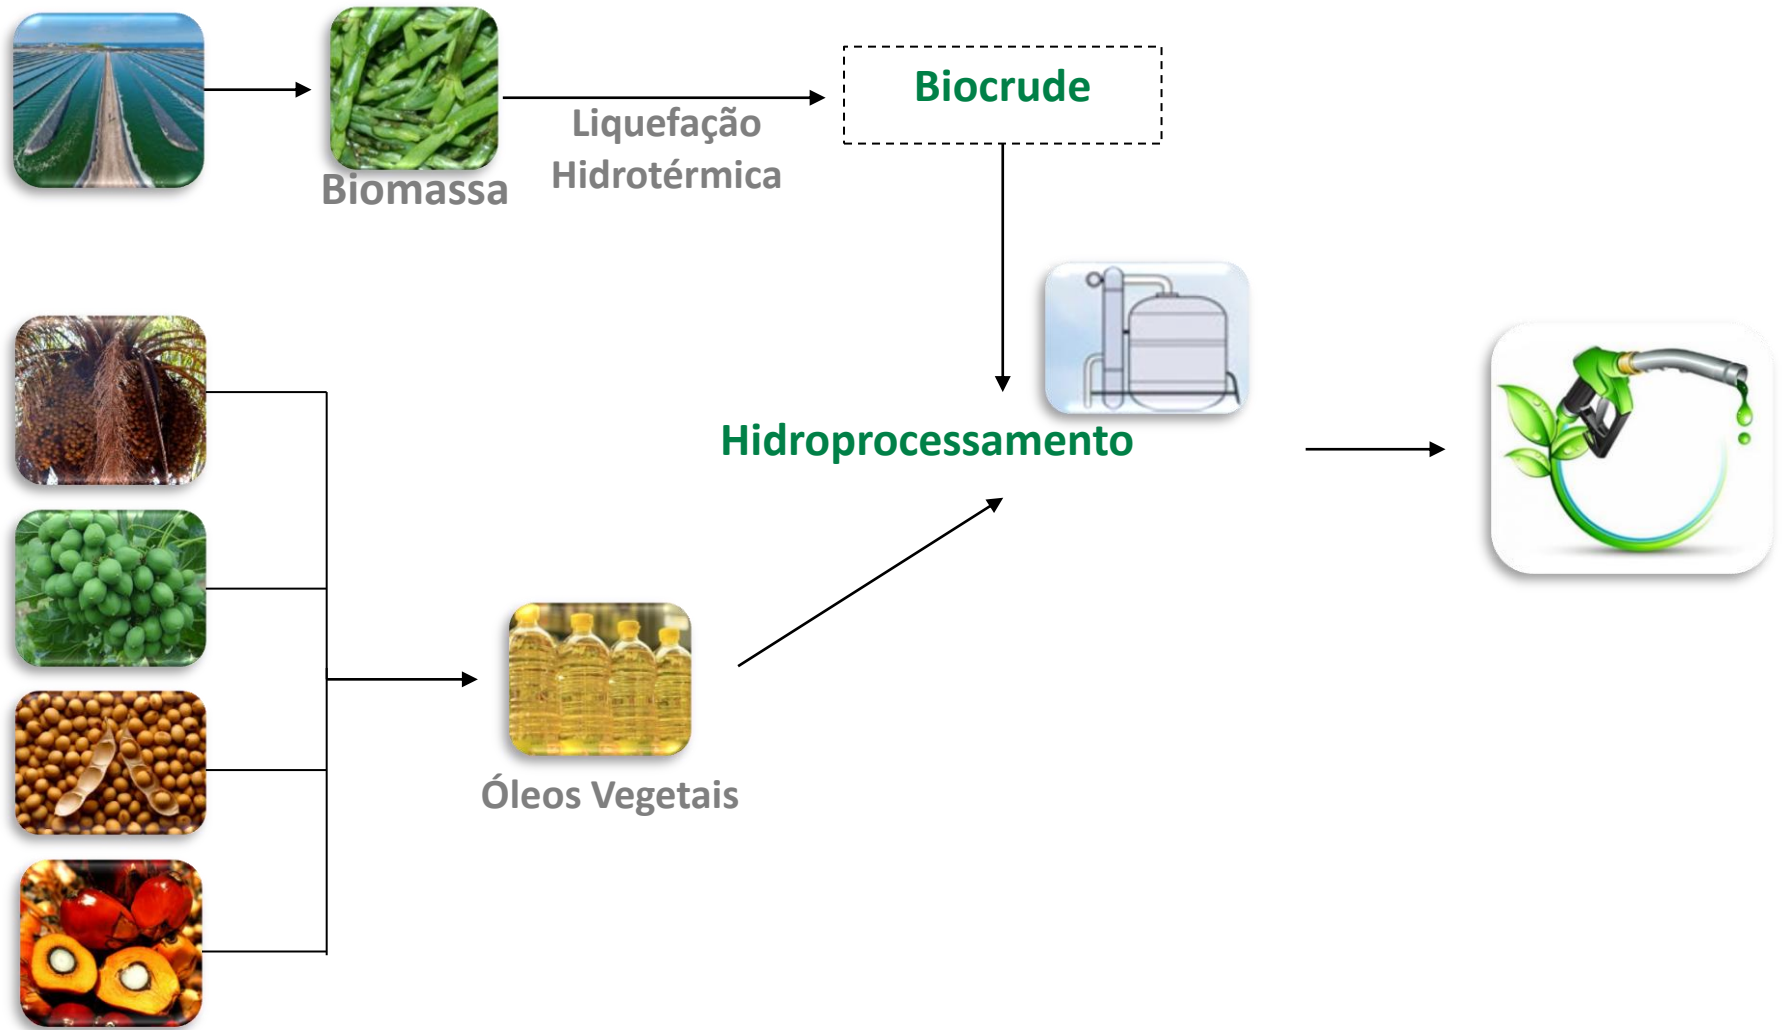 Biocrude
Liquefação
Hidrotérmica
Biomassa
Hidroprocessamento
Óleos Vegetais